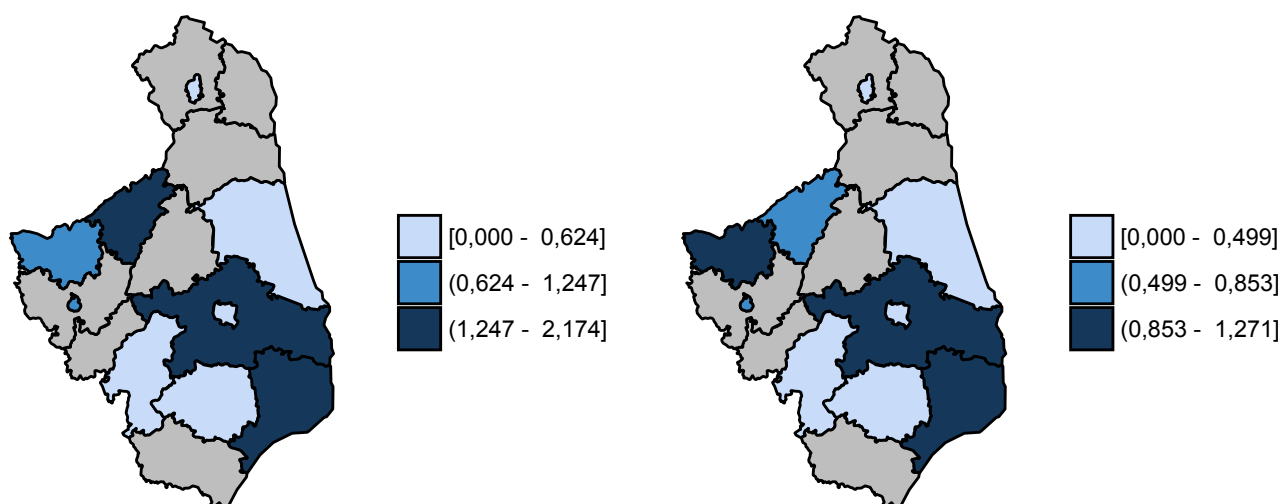 [0,000 - 0,624]
(0,624 - 1,247]
(1,247 - 2,174]
[0,000 - 0,499]
(0,499 - 0,853]
(0,853 - 1,271]